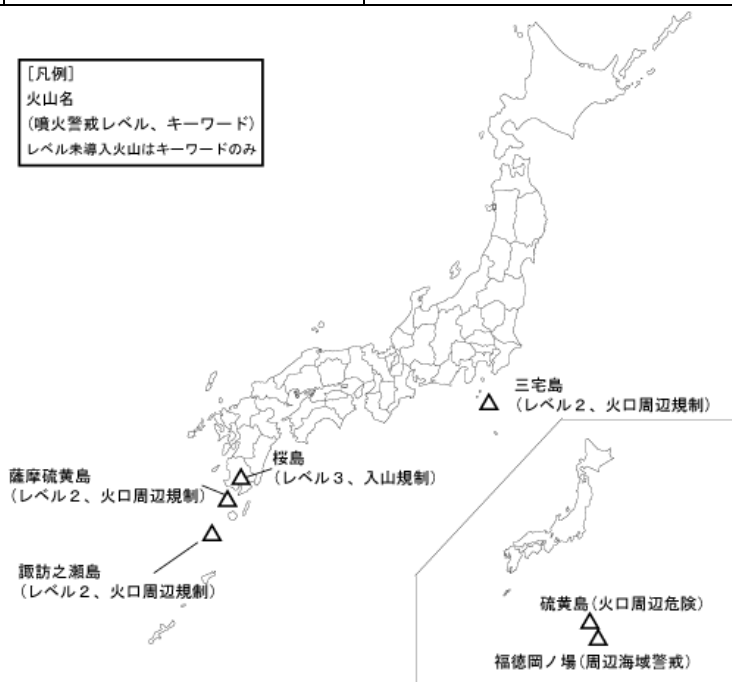 [凡例]
火山名
(噴火警戒レベル、キーワード)
レベル未導入火山はキーワードのみ
三宅島
(レベル2、火口周辺規制)
桜島
(レベル3、入山規制)
薩摩硫黄島
(レベル2、火口周辺規制)
諏訪之瀬島
(レベル2、火口周辺規制)
硫黄島(火口周辺危険)
福徳岡ノ場(周辺海域警戒)